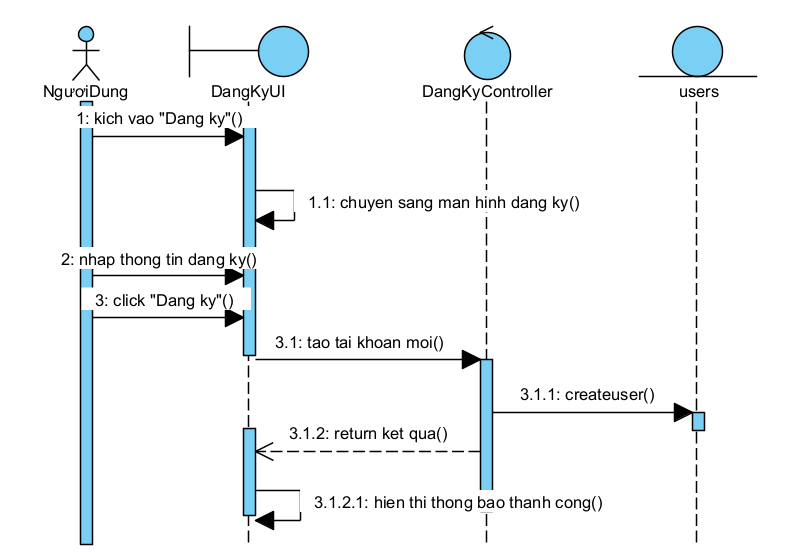 NgươiDung
DangKyUI
DangKyController
users
1: kich vao "Dang ky"()
1.1: chuyen sang man hinh dang ky()
2: nhap thong tin dang ky()
3: click "Dang ky"()
3.1: tao tai khoan moi()
3.1.1: createuser()
3.1.2: return ket qua()
3.1.2.1: hien thi thong bao thanh cong()